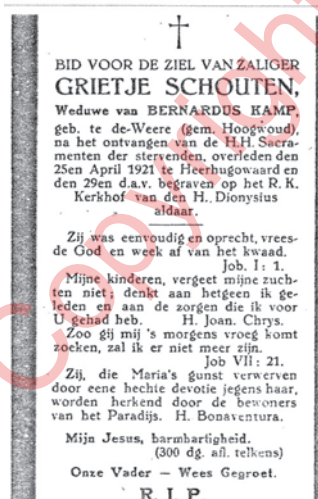 BID VOOR DE ZIEL VAN ZALIGER
GRIETJE SCHOUTEN,
Weduwe van BERNARDUS KAMP,
geb. te de-Weere (gem. Hoogwoud),
na het ontvangen van de H.H. Sacra-
menten der stervenden, overleden den
25en April 1921 te Heerhugowaard en
den 29en d.a.v. begraven op het R. K.
Kerkhof van den H. Dionysius
aldaar.
Zij was eenvoudig en oprecht, vrees-
de God en week af van het kwaad.
Job. I: 1.
Mijne kinderen, vergeet mijne zuch-
ten niet; denkt aan hetgeen ik ge-
leden en aan de zorgen die ik voor
U gehad heb. H. Joan. Chrys.
Zoo gij mij 's morgens vroeg komt
zoeken, zal ik er niet meer zijn.
Job VII: 21.
Zij, die Maria's gunst verwerven
door eene hechte devotie jegens haar,
worden herkend door de bewoners
van het Paradijs. H. Bonaventura.
Mijn Jesus, barmhartigheid.
(300 dg. afl. telkens)
Onze Vader — Wees Gegroet.
R. I. P.
Copyright